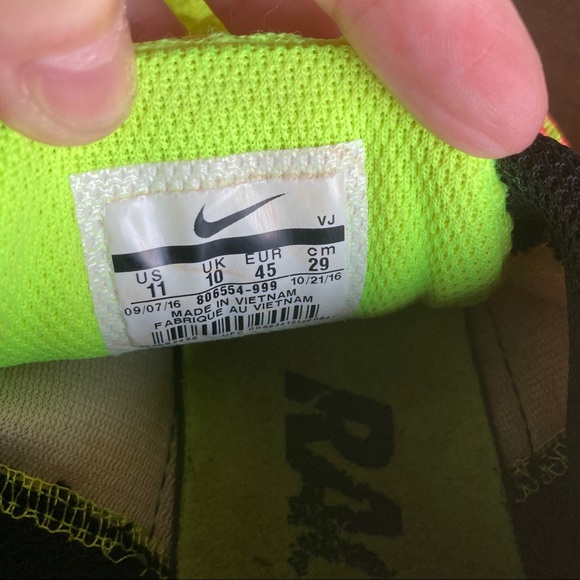 VJ
US UK EUR cm
11 10 45 29
09/07/16 806554-999 10/21/16
MADE IN VIETNAM
FABRIQUE AU VIETNAM
RA